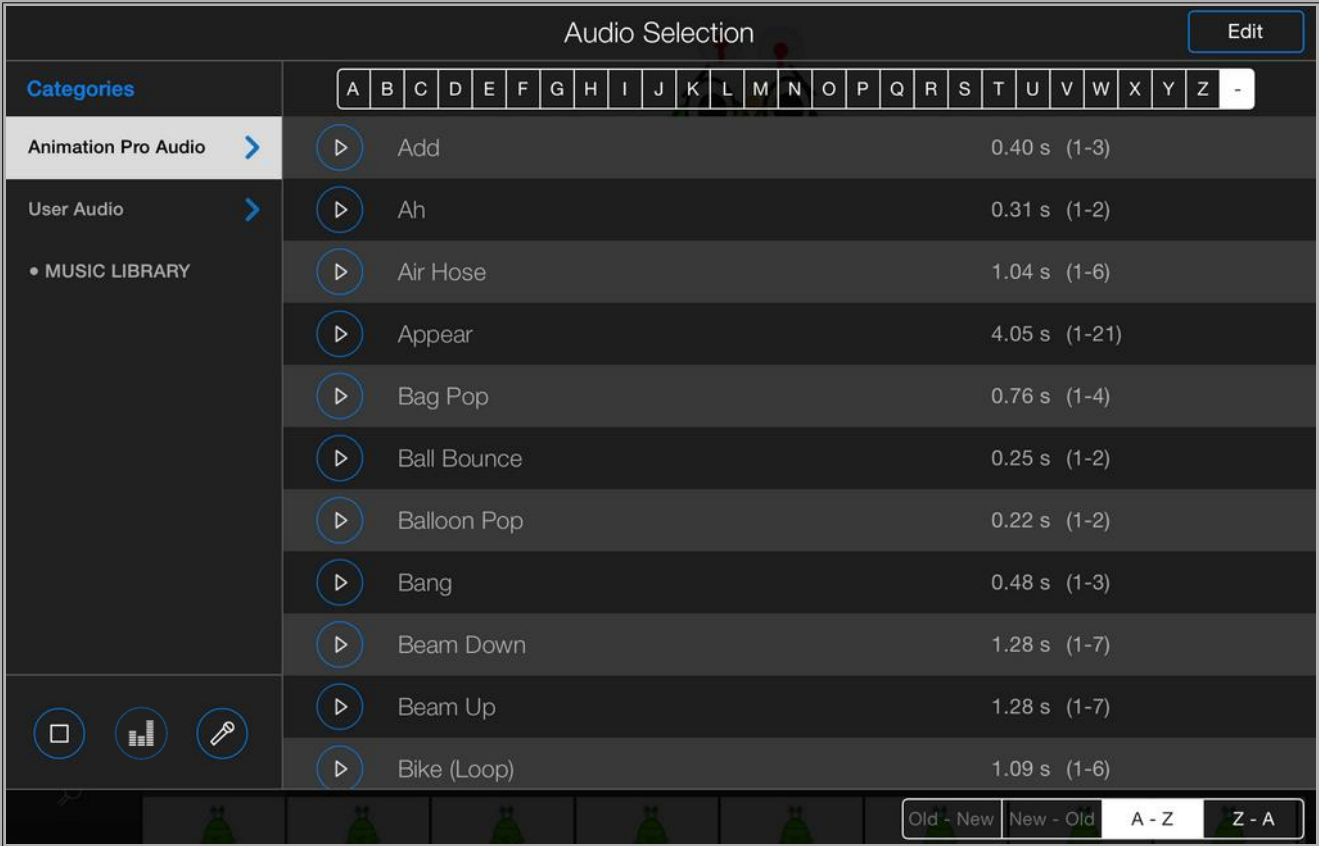 Audio Selection
Edit
Categories
A B C D E F G H I J K L M N O P Q R S T U V W X Y Z -
Animation Pro Audio
User Audio
• MUSIC LIBRARY
Add 0.40 s (1-3)
Ah 0.31 s (1-2)
Air Hose 1.04 s (1-6)
Appear 4.05 s (1-21)
Bag Pop 0.76 s (1-4)
Ball Bounce 0.25 s (1-2)
Balloon Pop 0.22 s (1-2)
Bang 0.48 s (1-3)
Beam Down 1.28 s (1-7)
Beam Up 1.28 s (1-7)
Bike (Loop) 1.09 s (1-6)
Old - New New - Old A - Z Z - A